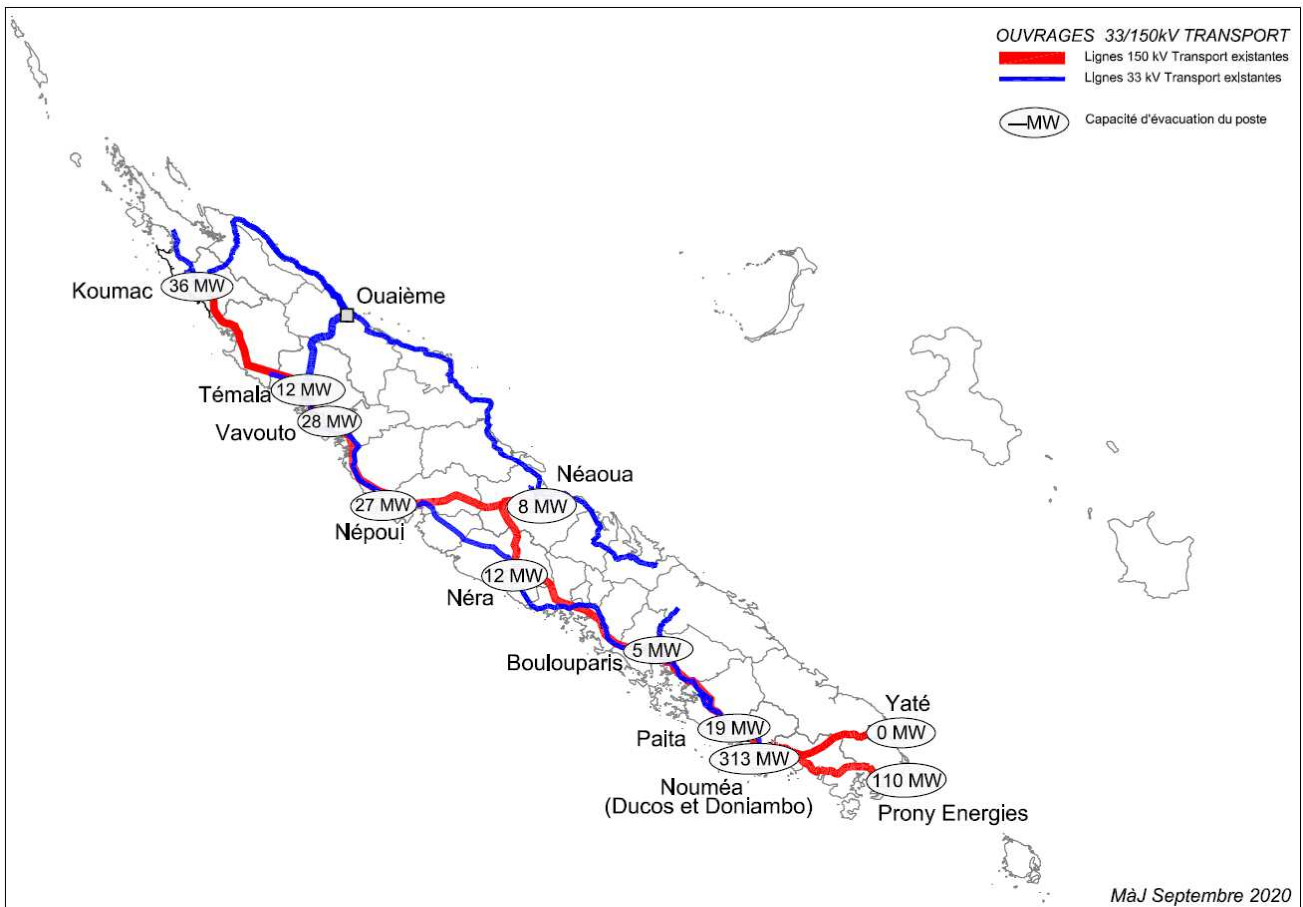 OUVRAGES 33/150kV TRANSPORT
Lignes 150 kV Transport existantes
Lignes 33 kV Transport existantes
—MW
Capacité d'évacuation du poste
Koumac
36 MW
Ouaième
Témala
12 MW
Vavouto
28 MW
Néaoua
27 MW
8 MW
Népoui
12 MW
Néra
Boulouparis
5 MW
Yaté
Païta
19 MW
0 MW
313 MW
110 MW
Nouméa
(Ducos et Doniambo)
Prony Energies
MàJ Septembre 2020